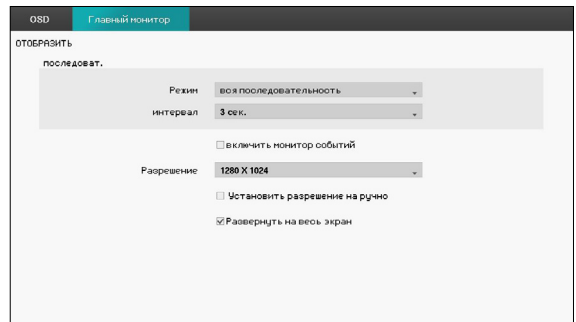 OSD Главный монитор
ОТОБРАЗИТЬ
последоват.
Режим вся последовательность
интервал 3 сек.
включить монитор событий
Разрешение 1280 X 1024
Установить разрешение на ручно
Развернуть на весь экран